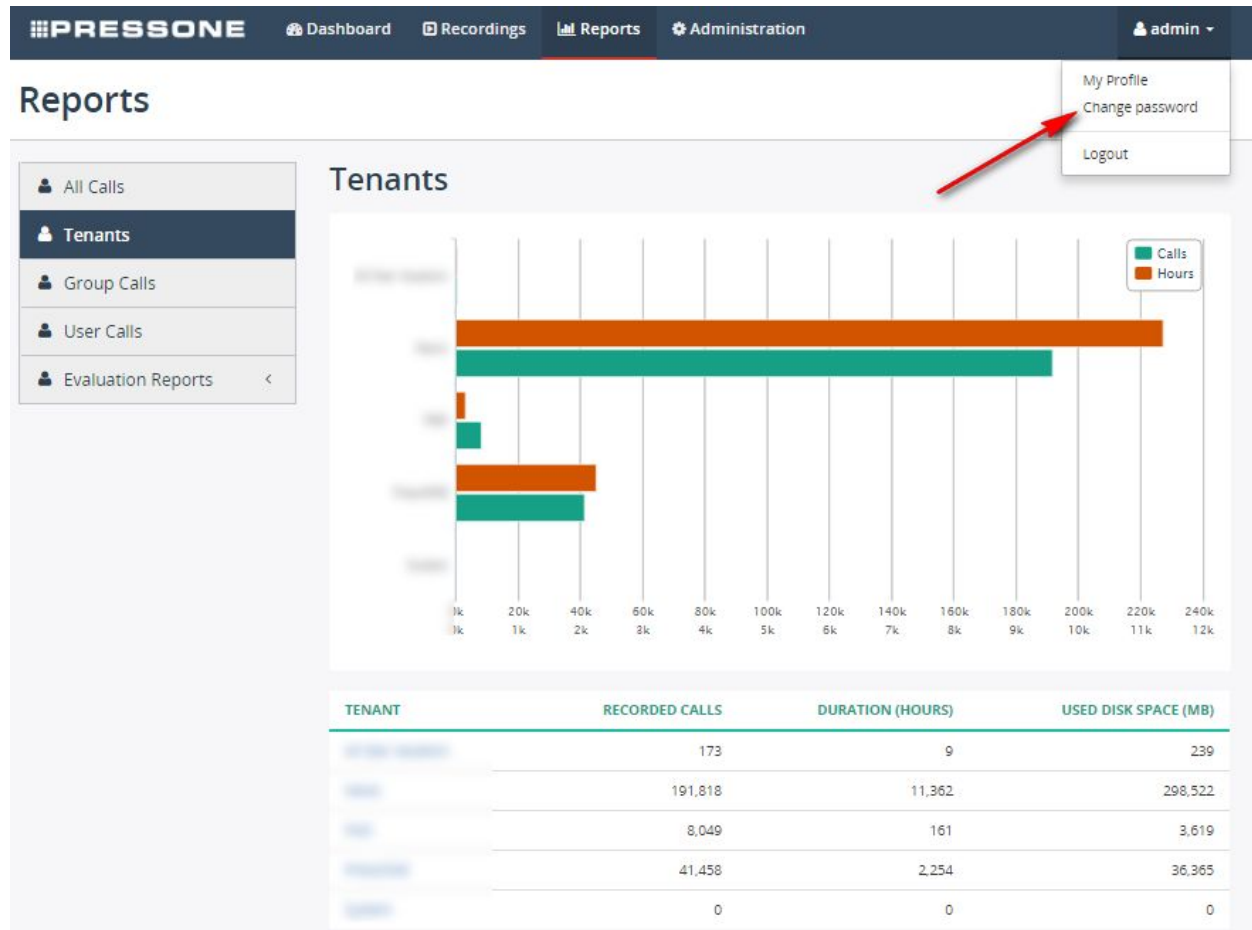 PRESSONE Dashboard Recordings Reports Administration admin
My Profile
Change password
Logout
Reports
All Calls
Tenants
Group Calls
User Calls
Evaluation Reports
Tenants
Calls
Hours
20k 40k 60k 80k 100k 120k 140k 160k 180k 200k 220k 240k
1k 2k 3k 4k 5k 6k 7k 8k 9k 10k 11k 12k
TENANT RECORDED CALLS DURATION (HOURS) USED DISK SPACE (MB)
173 9 239
191,818 11,362 298,522
8,049 161 3,619
41,458 2,254 36,365
0 0 0